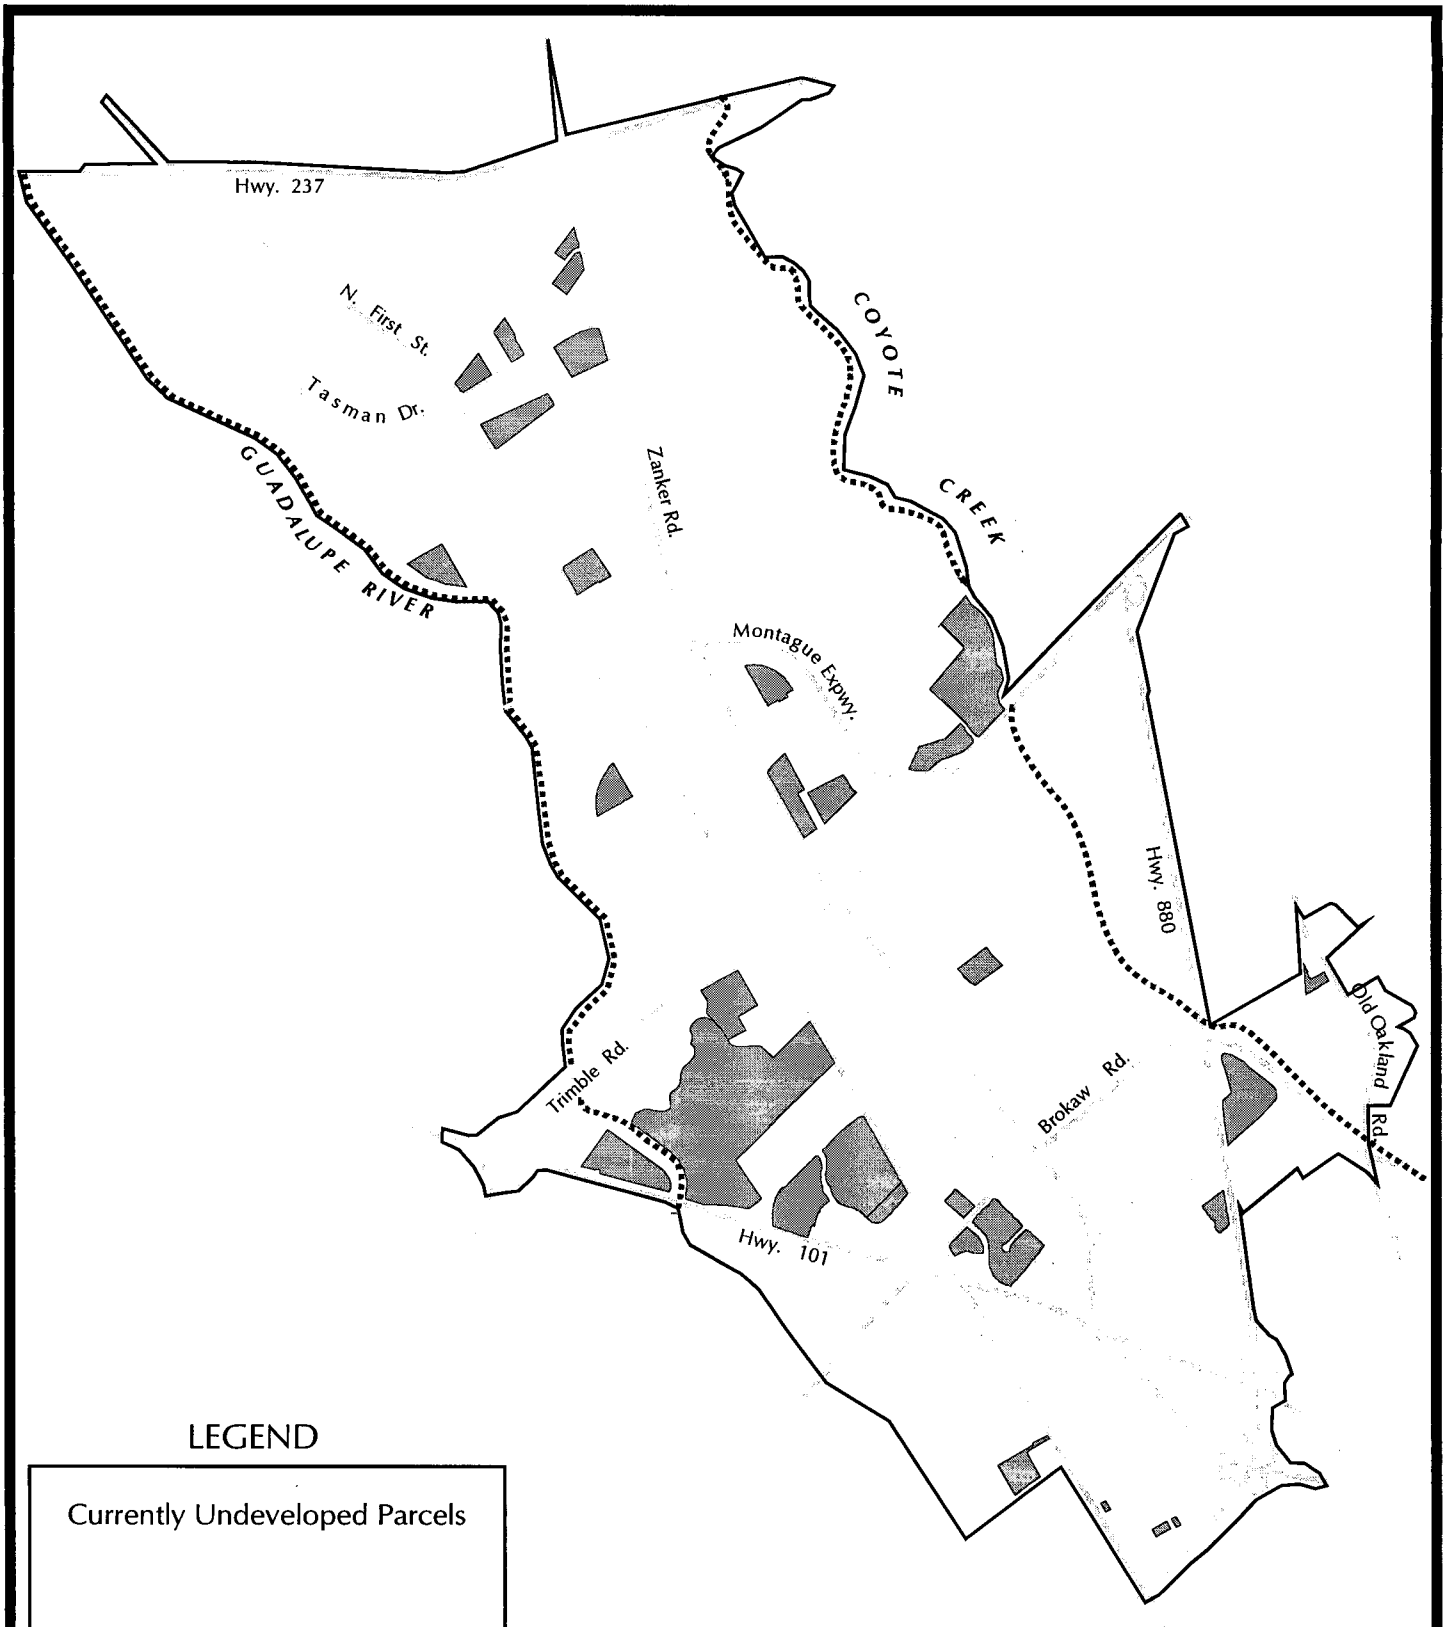 Hwy. 237
N. First St.
Tasman Dr.
COYOTE
CREEK
GUADALUPE RIVER
Zanker Rd.
Montague Expwy.
Hwy. 880
Old Oakland Rd.
Trimble Rd.
Brokaw Rd.
Hwy. 101
LEGEND
Currently Undeveloped Parcels